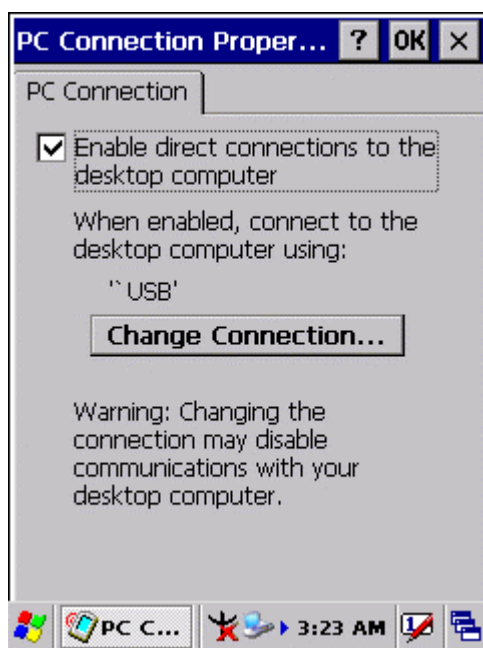 PC Connection Proper... ? OK ×
PC Connection
Enable direct connections to the
desktop computer
When enabled, connect to the
desktop computer using:
'`USB'
Change Connection...
Warning: Changing the
connection may disable
communications with your
desktop computer.
PC C... 3:23 AM